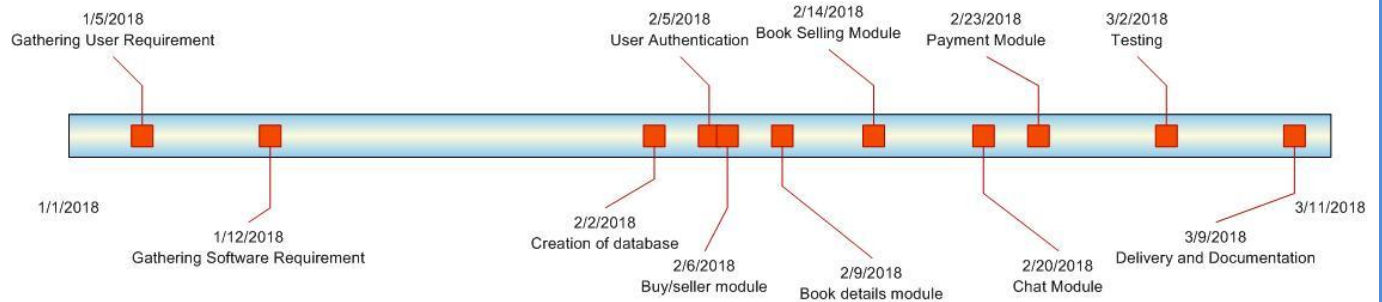 1/5/2018
Gathering User Requirement
2/5/2018
User Authentication
2/14/2018
Book Selling Module
2/23/2018
Payment Module
3/2/2018
Testing
1/1/2018
3/11/2018
1/12/2018
Gathering Software Requirement
2/2/2018
Creation of database
2/6/2018
Buy/seller module
2/9/2018
Book details module
2/20/2018
Chat Module
3/9/2018
Delivery and Documentation